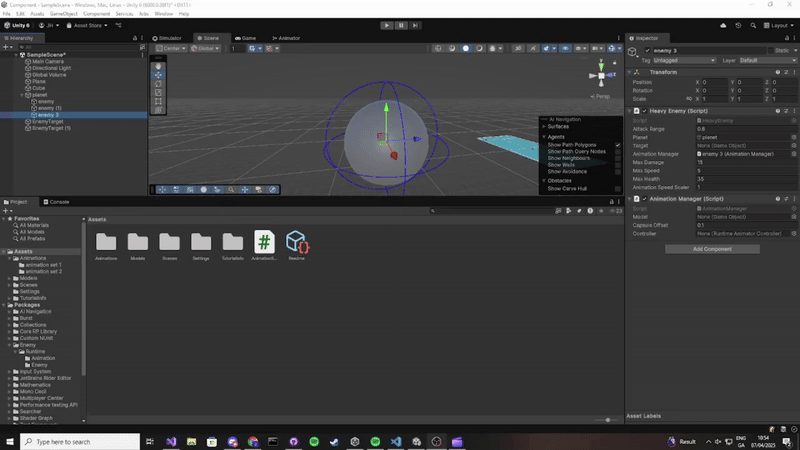 Component - SampleScene - Windows, Mac, Linux - Unity 6
File Edit Assets GameObject Component Services Jobs Window Help
Unity 6 JH Asset Store Layout
Hierarchy
All
SampleScene*
Main Camera
Directional Light
Global Volume
Plane
Cube
planet
enemy
enemy (1)
enemy 3
EnemyTarget
EnemyTarget (1)
Simulator Scene Game Animator
Center Global 1
Persp
AI Navigation
Surfaces
Agents
Show Path Polygons
Show Path Query Nodes
Show Neighbours
Show Walls
Show Avoidance
Obstacles
Show Carve Hull
Inspector
enemy 3 Static
Tag Untagged Layer Default
Transform
Position X 0 Y 0 Z 0
Rotation X 0 Y 0 Z 0
Scale X 1 Y 1 Z 1
Heavy Enemy (Script)
Script HeavyEnemy
Attack Range 0.8
Planet planet
Target None (Game Object)
Animation Manager enemy 3 (Animation Manager)
Max Damage 15
Max Speed 5
Max Health 35
Animation Speed Scaler 1
Animation Manager (Script)
Script AnimationManager
Model None (Game Object)
Capsure Offset 0.1
Controller None (Runtime Animator Controller)
Add Component
Asset Labels
Project Console
Favorites
All Materials
All Models
All Prefabs
Assets
Animations
animation set 1
animation set 2
Models
Scenes
Settings
TutorialInfo
Packages
AI Navigation
Burst
Collections
Core RP Library
Custom NUnit
Enemy
Runtime
Animation
Enemy
Input System
JetBrains Rider Editor
Mathematics
Mono Cecil
Multiplayer Center
Performance testing API
Searcher
Shader Graph
Assets
Animations Models Scenes Settings TutorialInfo AnimationS... Readme
Type here to search
Result
ENG
GA
10:54
07/04/2025